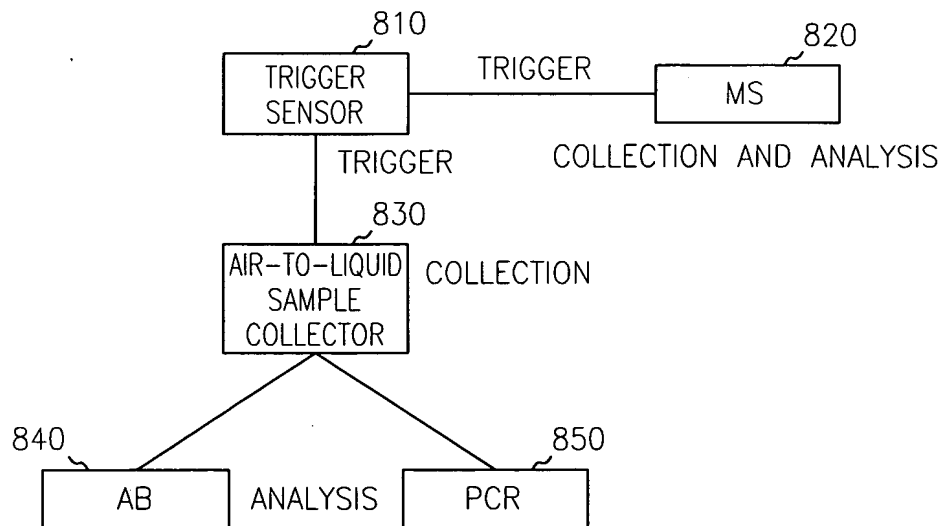 810
TRIGGER
SENSOR
TRIGGER
820
MS
COLLECTION AND ANALYSIS
TRIGGER
830
AIR-TO-LIQUID
SAMPLE
COLLECTOR
COLLECTION
840
AB
ANALYSIS
850
PCR